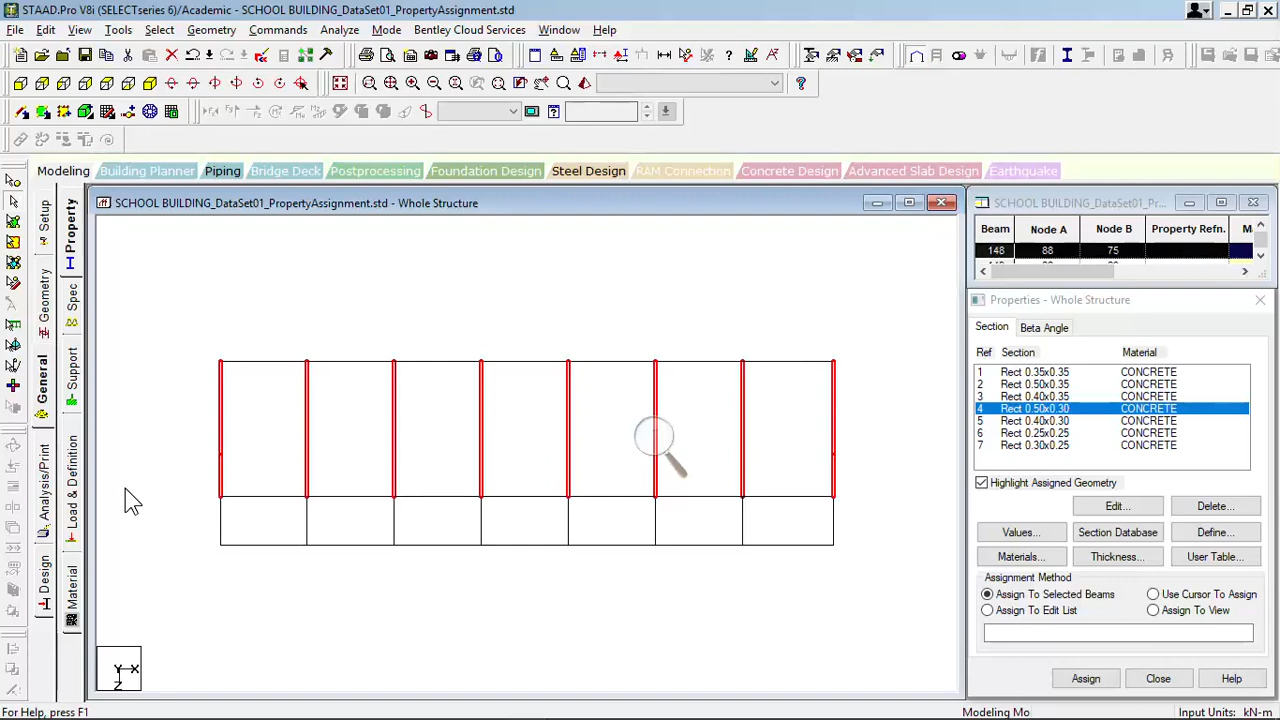 STAAD.Pro V8i (SELECTseries 6)/Academic - SCHOOL BUILDING_DataSet01_PropertyAssignment.std
File Edit View Tools Select Geometry Commands Analyze Mode Bentley Cloud Services Window Help
Modeling Building Planner Piping Bridge Deck Postprocessing Foundation Design Steel Design RAM Connection Concrete Design Advanced Slab Design Earthquake
Setup
Geometry
General
Analysis/Print
Design
Property
Spec
Support
Load & Definition
Material
SCHOOL BUILDING_DataSet01_PropertyAssignment.std - Whole Structure
Y X
Z
SCHOOL BUILDING_DataSet01_Pr...
Beam Node A Node B Property Refn.
148 88 75
Properties - Whole Structure
Section Beta Angle
Ref Section Material
1 Rect 0.35x0.35 CONCRETE
2 Rect 0.50x0.35 CONCRETE
3 Rect 0.40x0.35 CONCRETE
4 Rect 0.50x0.30 CONCRETE
5 Rect 0.40x0.30 CONCRETE
6 Rect 0.25x0.25 CONCRETE
7 Rect 0.30x0.25 CONCRETE
Highlight Assigned Geometry
Edit... Delete...
Values... Section Database Define...
Materials... Thickness... User Table...
Assignment Method
Assign To Selected Beams Use Cursor To Assign
Assign To Edit List Assign To View
Assign Close Help
For Help, press F1 Modeling Mo Input Units: kN-m